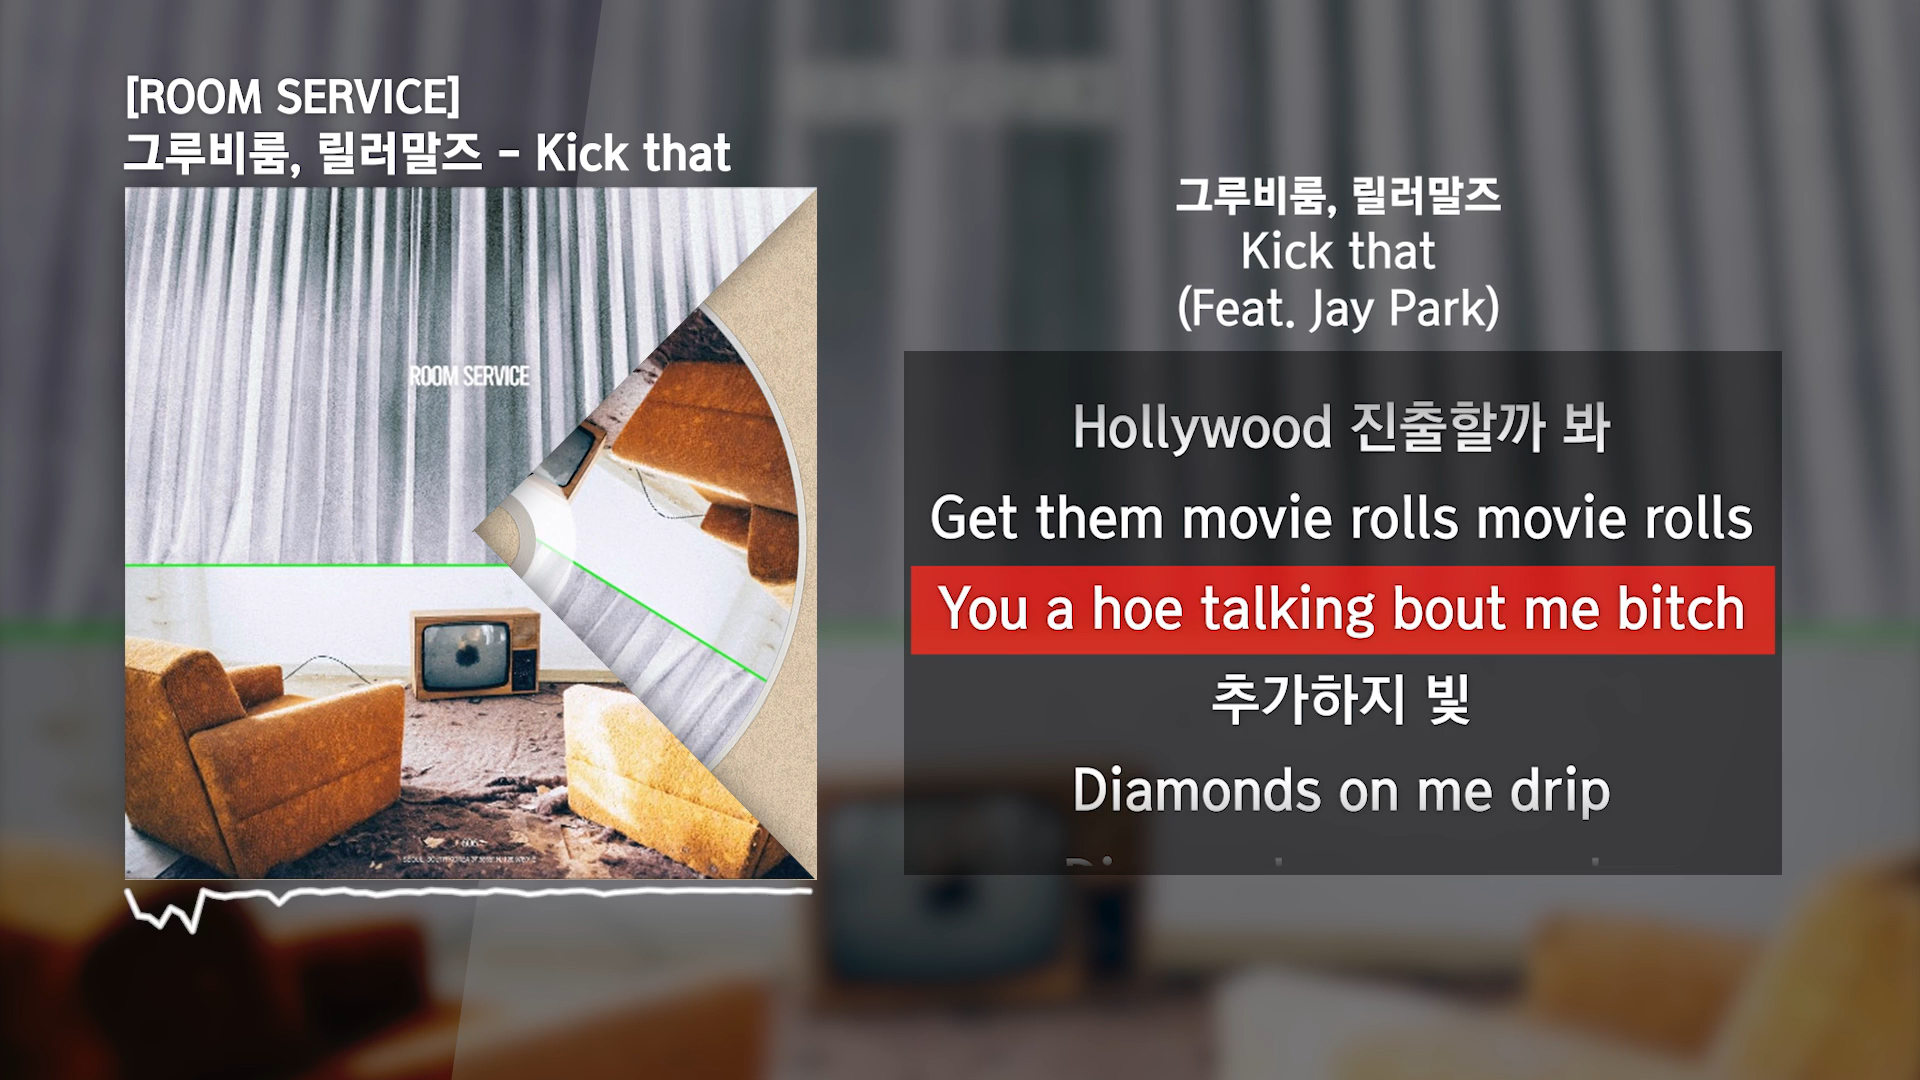 [ROOM SERVICE]
그루비룸, 릴러말즈 - Kick that
ROOM SERVICE
그루비룸, 릴러말즈
Kick that
(Feat. Jay Park)
Hollywood 진출할까 봐
Get them movie rolls movie rolls
You a hoe talking bout me bitch
추가하지 빛
Diamonds on me drip